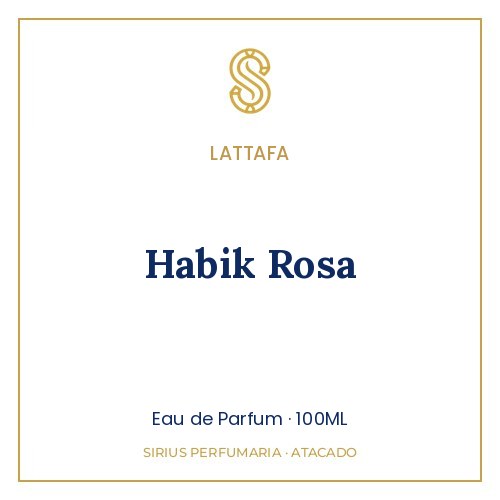 LATTAFA
Habik Rosa
Eau de Parfum · 100ML
SIRIUS PERFUMARIA · ATACADO